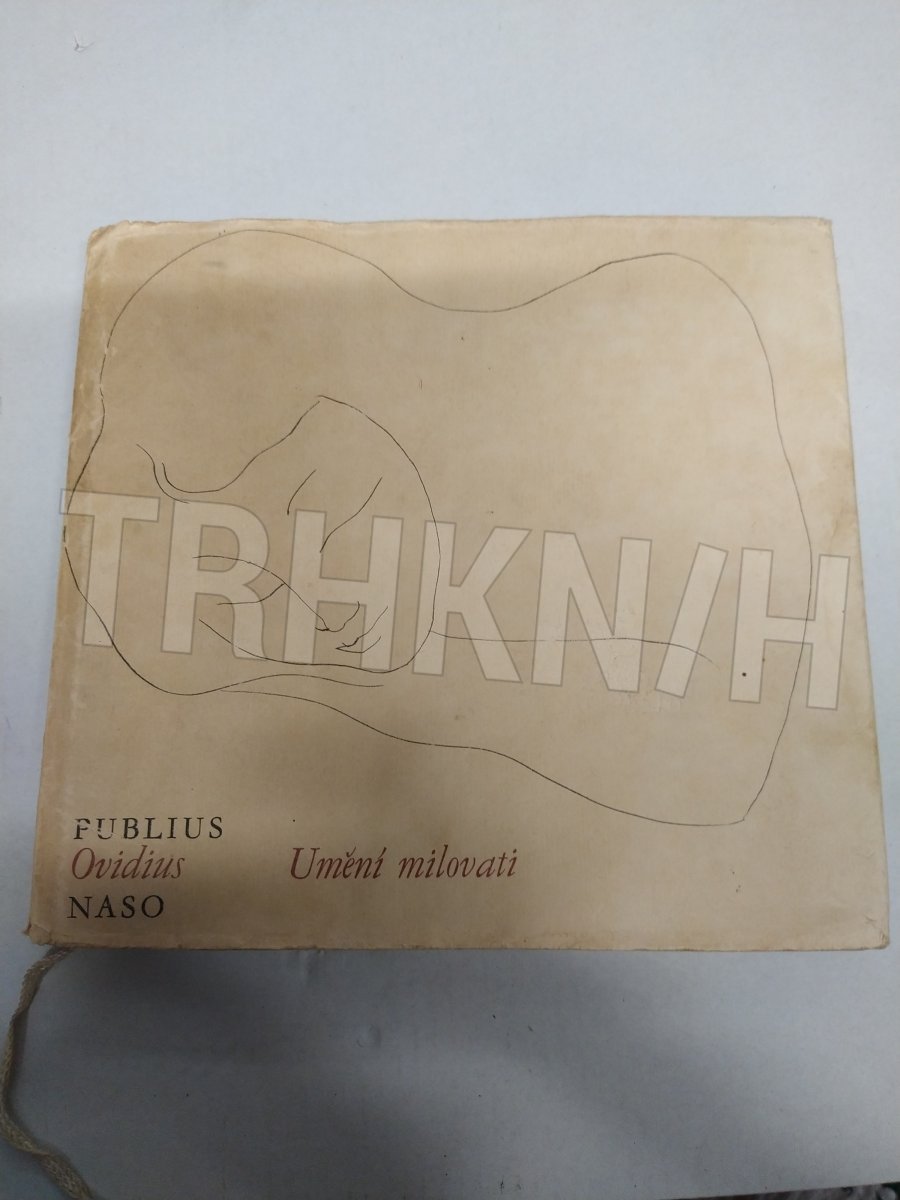 TRHKNIH
PUBLIUS
Ovidius Umění milovati
NASO